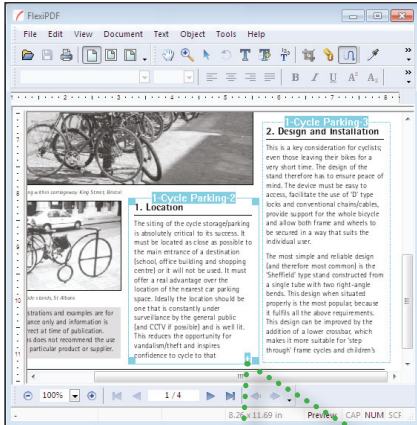 FlexiPDF
File Edit View Document Text Object Tools Help
B I U A² A₂
1-Cycle Parking-3
2. Design and Installation
This is a key consideration for cyclists;
even those leaving their bikes for a
very short time. The design of the
stand therefore has to ensure peace of
mind. The device must be easy to
access, facilitate the use of 'D' type
locks and conventional chains/cables,
provide support for the whole bicycle
and allow both frame and wheels to
be secured in a way that suits the
individual user.
The most simple and reliable design
(and therefore most common) is the
'Sheffield' type stand constructed from
a single tube with two right-angle
bends. This design when situated
properly is the most popular, because
it fulfils all the above requirements.
This design can be improved by the
addition of a lower crossbar, which
makes it more suitable for 'step
through' frame cycles and children's
ng within carriageway King Street, Bristol
1-Cycle Parking-2
1. Location
The siting of the cycle storage/parking
is absolutely critical to its success. It
must be located as close as possible to
the main entrance of a destination
(school, office building and shopping
centre) or it will not be used. It must
offer a real advantage over the
location of the nearest car parking
space. Ideally the location should be
one that is constantly under
surveillance by the general public
(and CCTV if possible) and is well lit.
This reduces the opportunity for
vandalism/theft and inspires
confidence to cycle to that
de stands, St Albans
strations and examples are for
ance only and information is
rrect at time of publication.
ns does not recommend the use
particular product or supplier.
100% 1 / 4
8.26 x 11.69 in Preview CAP NUM SCF